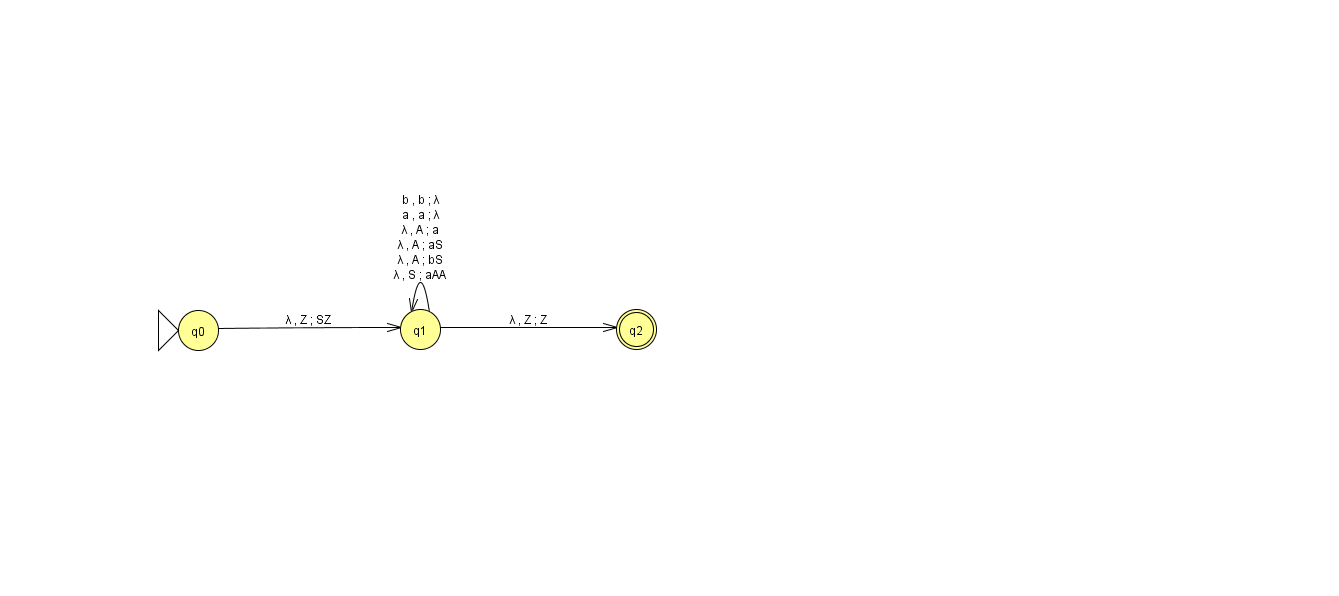 b , b ; λ
a , a ; λ
λ , A ; a
λ , A ; aS
λ , A ; bS
λ , S ; aAA
q0
λ , Z ; SZ
q1
λ , Z ; Z
q2